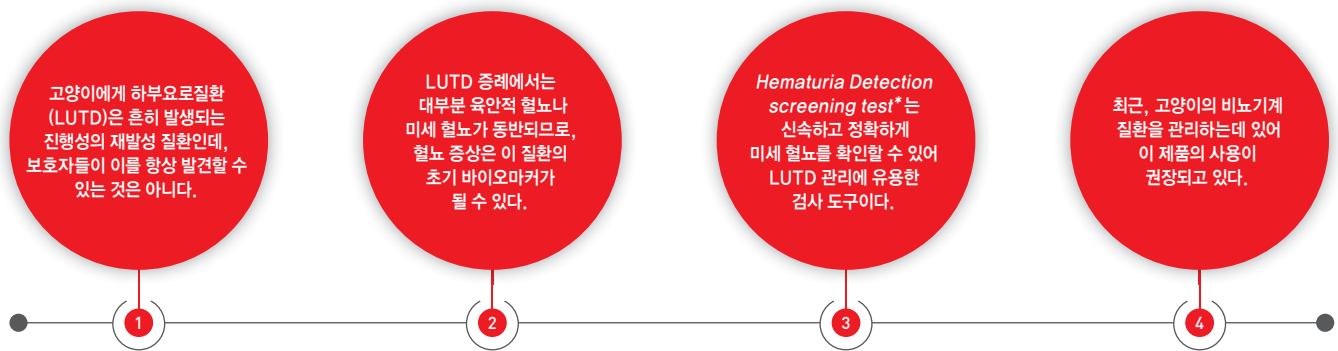 고양이에게 하부요로질환
(LUTD)은 흔히 발생되는
진행성의 재발성 질환인데,
보호자들이 이를 항상 발견할 수
있는 것은 아니다.
LUTD 증례에서는
대부분 육안적 혈뇨나
미세 혈뇨가 동반되므로,
혈뇨 증상은 이 질환의
초기 바이오마커가
될 수 있다.
Hematuria Detection
screening test* 는
신속하고 정확하게
미세 혈뇨를 확인할 수 있어
LUTD 관리에 유용한
검사 도구이다.
최근, 고양이의 비뇨기계
질환을 관리하는데 있어
이 제품의 사용이
권장되고 있다.
1
2
3
4